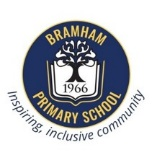 BRAMHAM
1966
PRIMARY SCHOOL
Inspiring, inclusive community